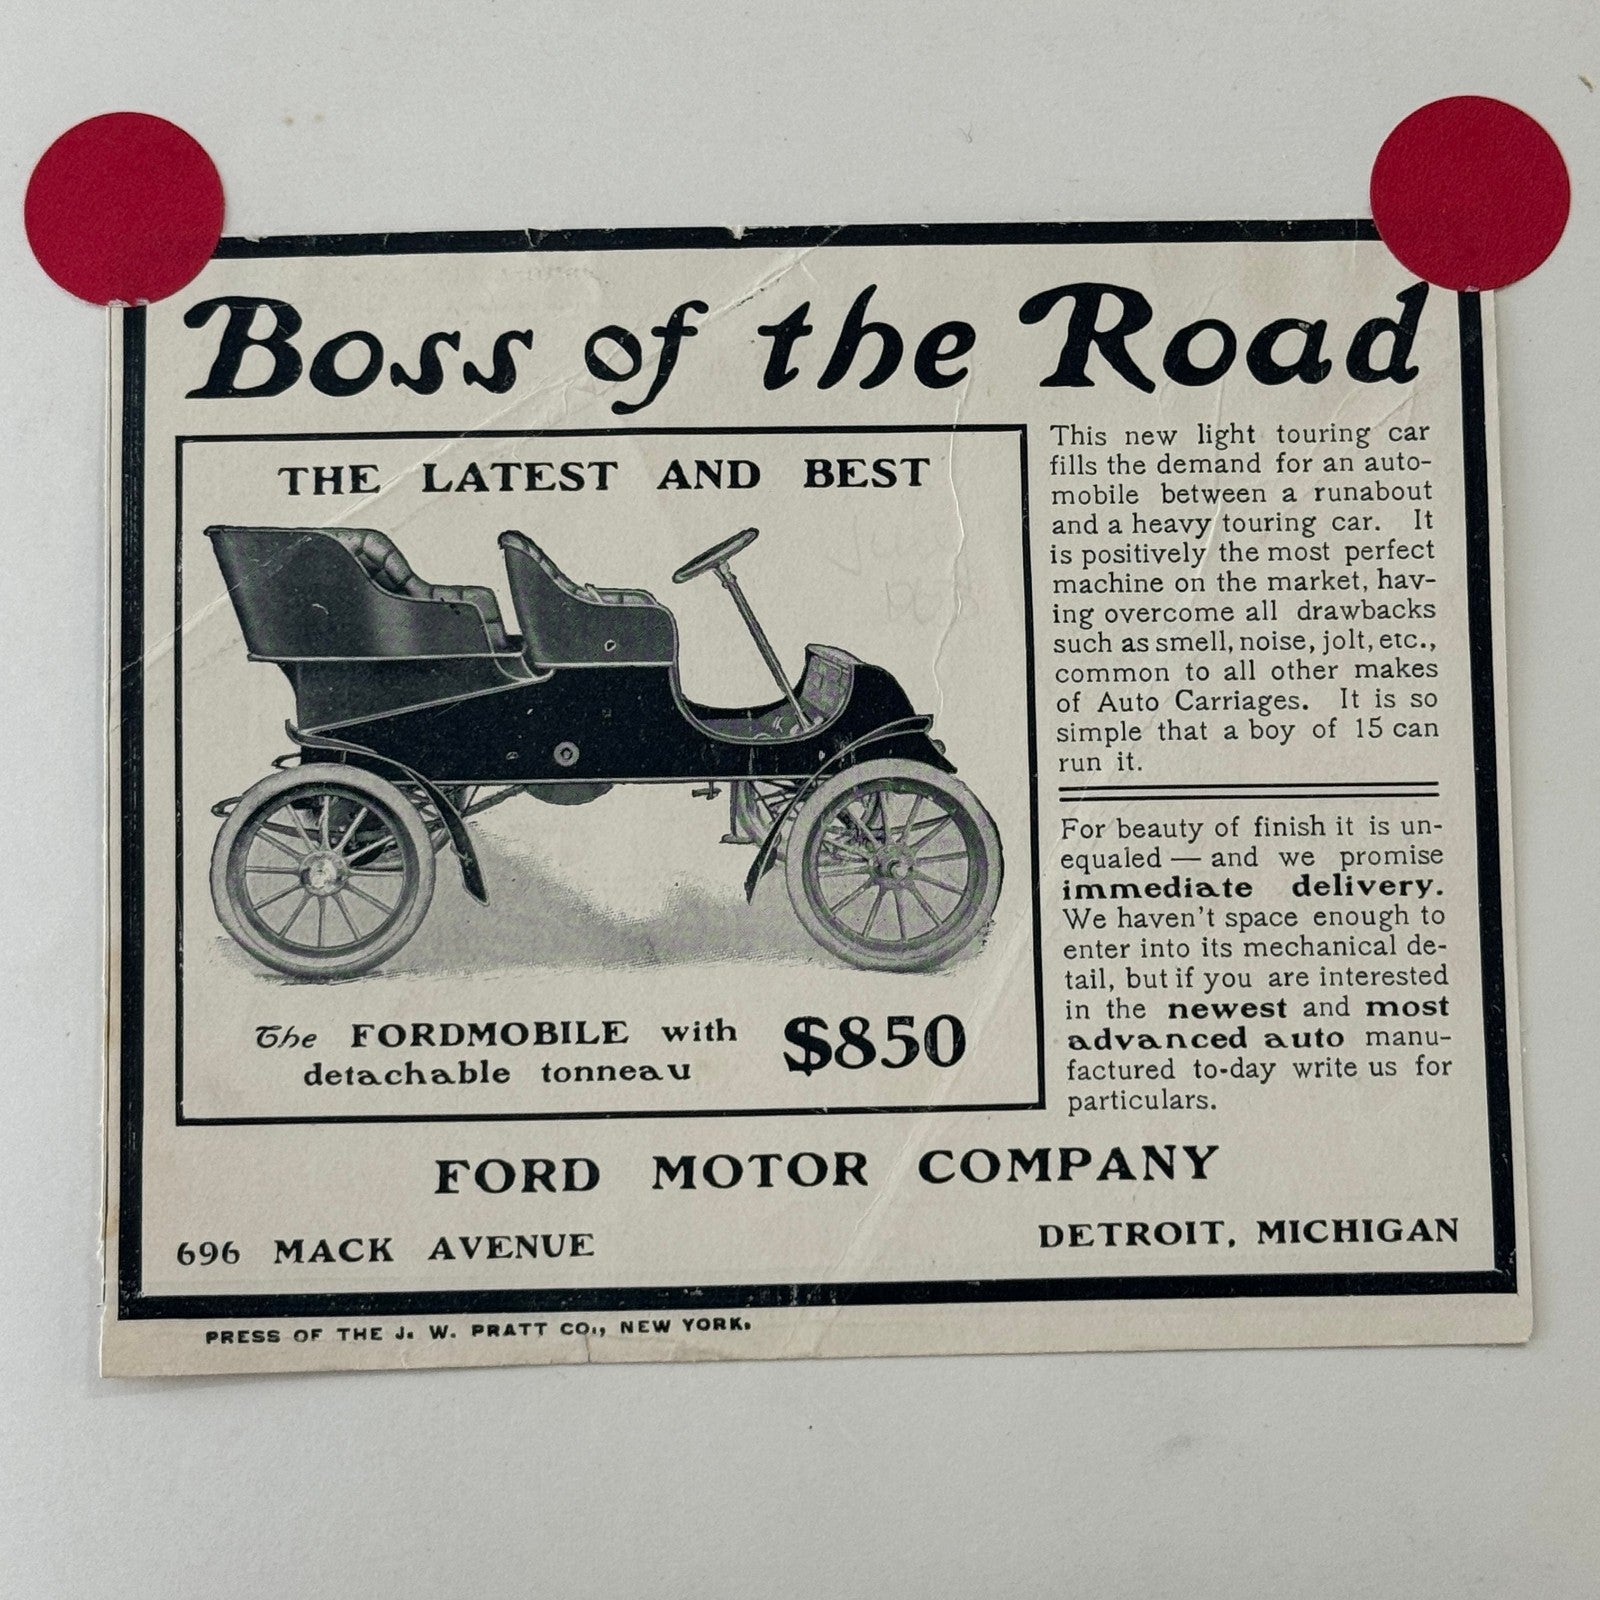 Boss of the Road
THE LATEST AND BEST
The FORDMOBILE with
detachable tonneau
$850
This new light touring car
fills the demand for an auto-
mobile between a runabout
and a heavy touring car. It
is positively the most perfect
machine on the market, hav-
ing overcome all drawbacks
such as smell, noise, jolt, etc.,
common to all other makes
of Auto Carriages. It is so
simple that a boy of 15 can
run it.
For beauty of finish it is un-
equaled — and we promise
immediate delivery.
We haven't space enough to
enter into its mechanical de-
tail, but if you are interested
in the newest and most
advanced auto manu-
factured to-day write us for
particulars.
FORD MOTOR COMPANY
696 MACK AVENUE
DETROIT, MICHIGAN
PRESS OF THE J. W. PRATT CO., NEW YORK.